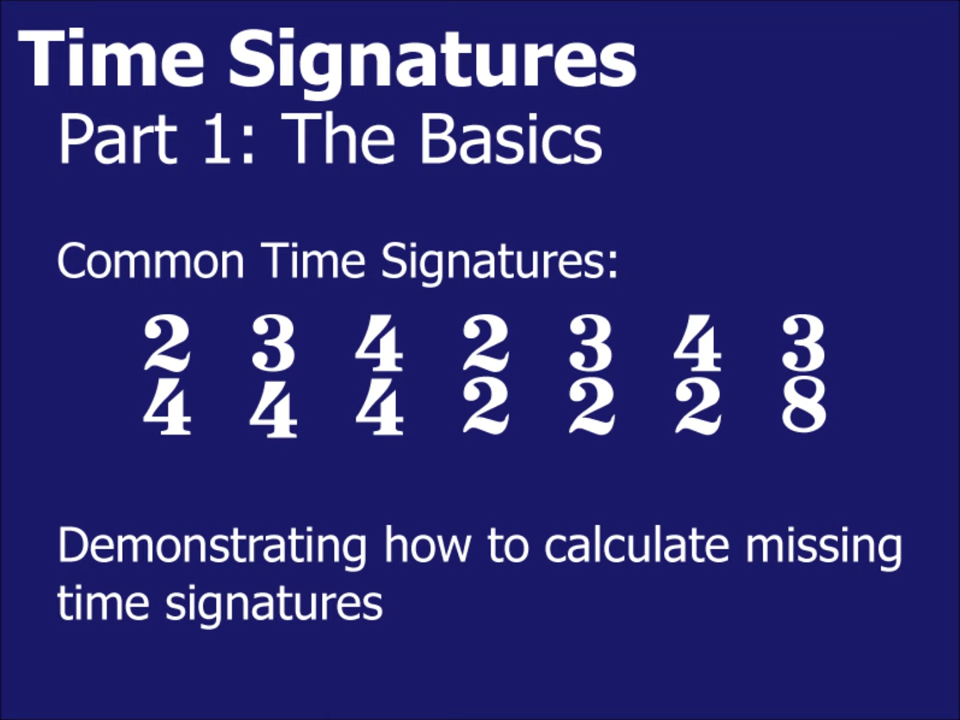 Time Signatures
Part 1: The Basics
Common Time Signatures:
2 3 4 2 3 4 3
4 4 4 2 2 2 8
Demonstrating how to calculate missing
time signatures